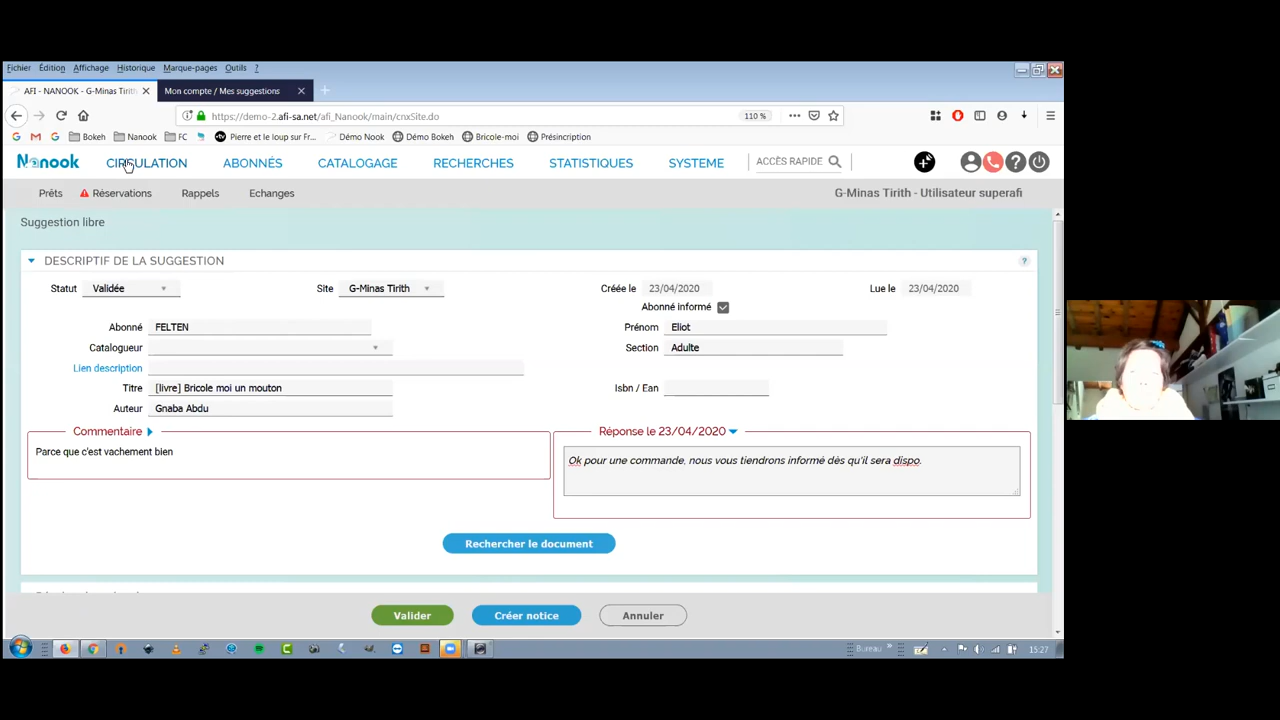 Fichier Édition Affichage Historique Marque-pages Outils ?
AFI - NANOOK - G-Minas Tirith Mon compte / Mes suggestions
https://demo-2.afi-sa.net/afi_Nanook/main/cnxSite.do 110 %
Bokeh Nanook FC Pierre et le loup sur Fr... Démo Nook Démo Bokeh Bricole-moi Présincription
Nanook CIRCULATION ABONNÉS CATALOGAGE RECHERCHES STATISTIQUES SYSTEME ACCÈS RAPIDE
Prêts Réservations Rappels Echanges G-Minas Tirith - Utilisateur superafi
Suggestion libre
DESCRIPTIF DE LA SUGGESTION ?
Statut Validée Site G-Minas Tirith Créée le 23/04/2020 Lue le 23/04/2020
Abonné informé
Abonné FELTEN Prénom Eliot
Catalogueur Section Adulte
Lien description
Titre [livre] Bricole moi un mouton Isbn / Ean
Auteur Gnaba Abdu
Commentaire Réponse le 23/04/2020
Parce que c'est vachement bien
Ok pour une commande, nous vous tiendrons informé dès qu'il sera dispo.
Rechercher le document
Valider Créer notice Annuler
Bureau » 15:27